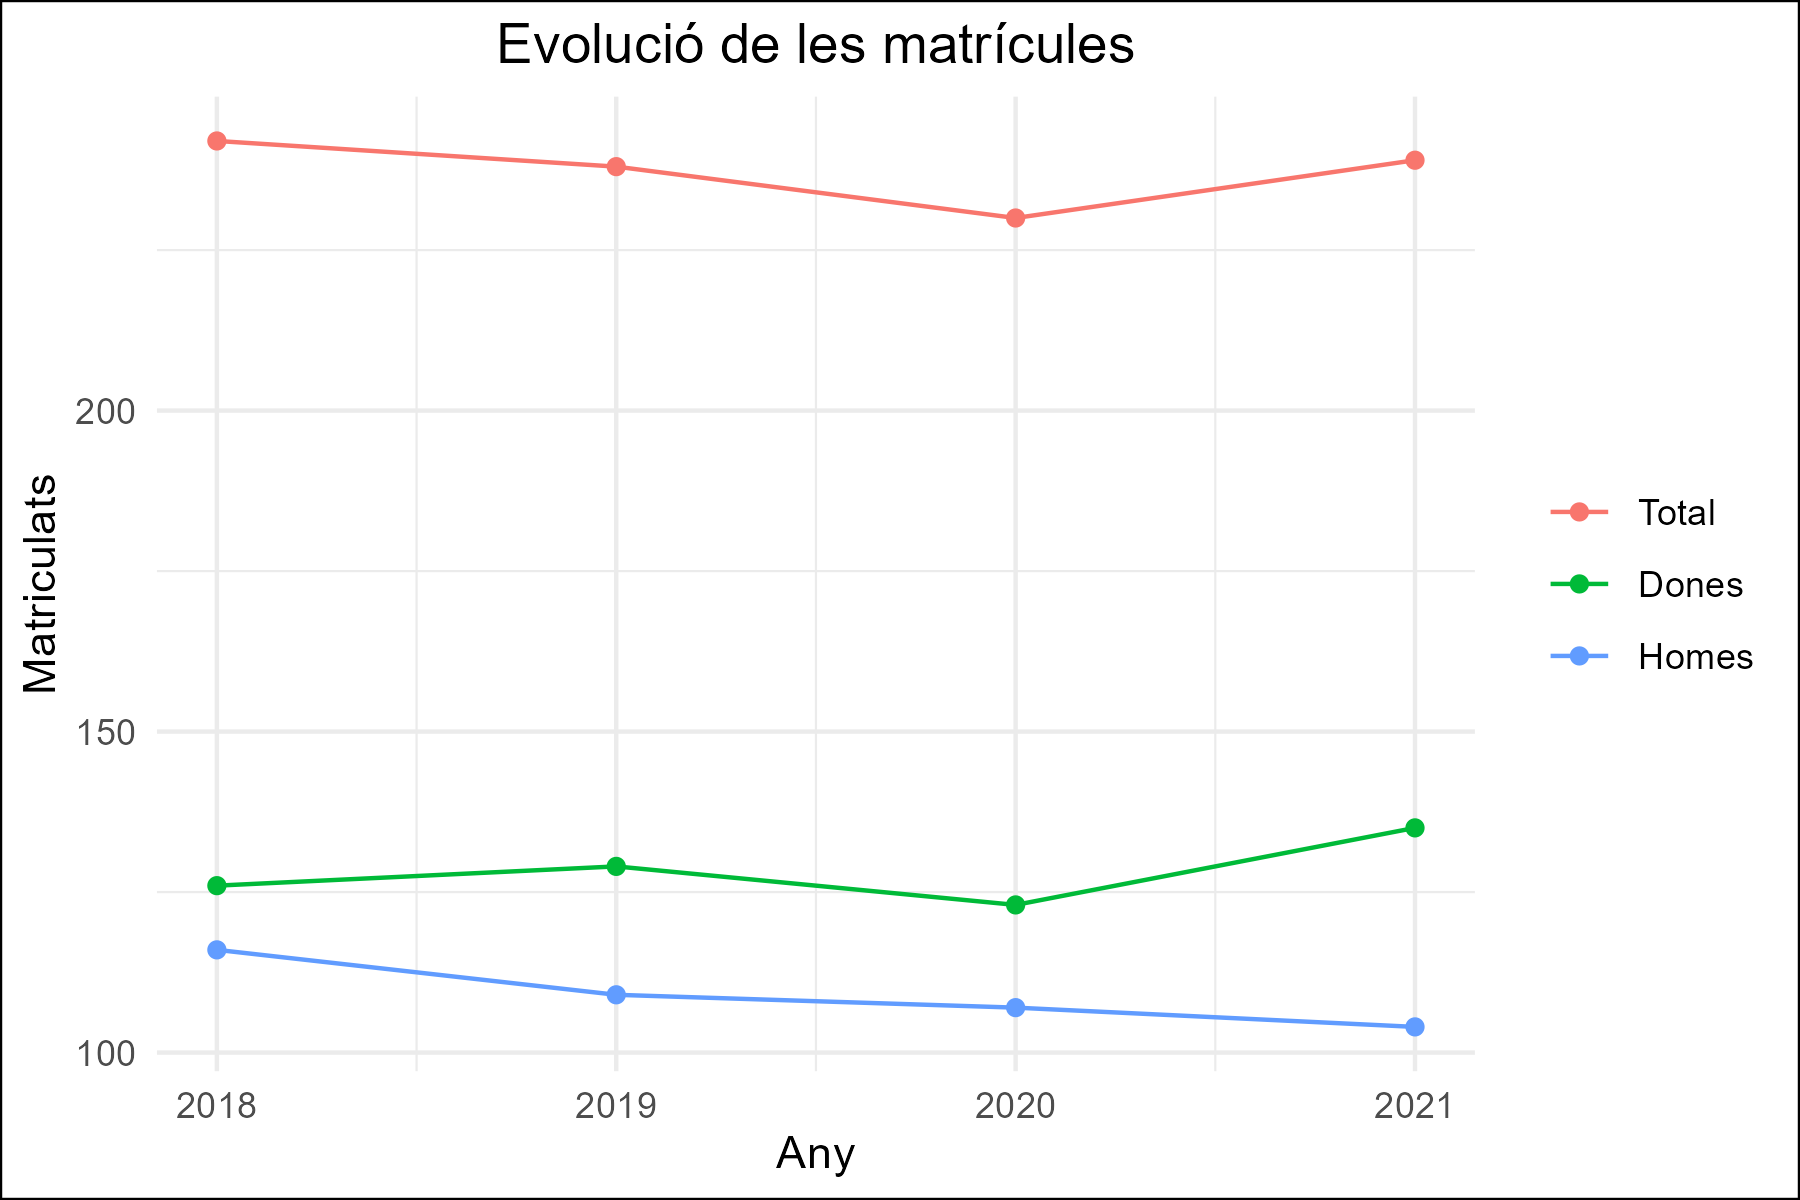 Evolució de les matrícules
Matriculats
200
150
100
2018 2019 2020 2021
Any
Total
Dones
Homes